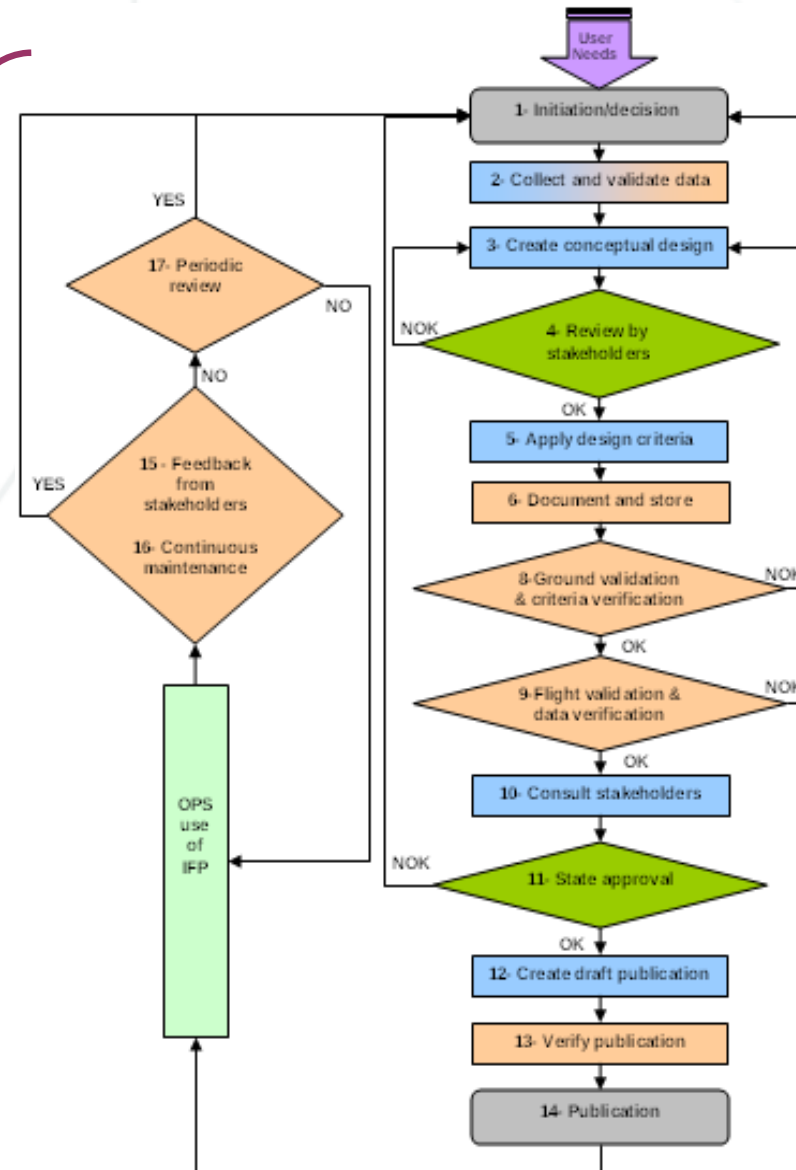 User
Needs
1- Initiation/decision
2- Collect and validate data
YES
3- Create conceptual design
17- Periodic
review
NO
NOK
4- Review by
stakeholders
NO
OK
5- Apply design criteria
15 - Feedback
from
stakeholders
YES
6- Document and store
16- Continuous
maintenance
NOK
8-Ground validation
& criteria verification
OK
NOK
9-Flight validation &
data verification
OK
10- Consult stakeholders
OPS
use
of
IFP
NOK
11- State approval
OK
12- Create draft publication
13- Verify publication
14- Publication